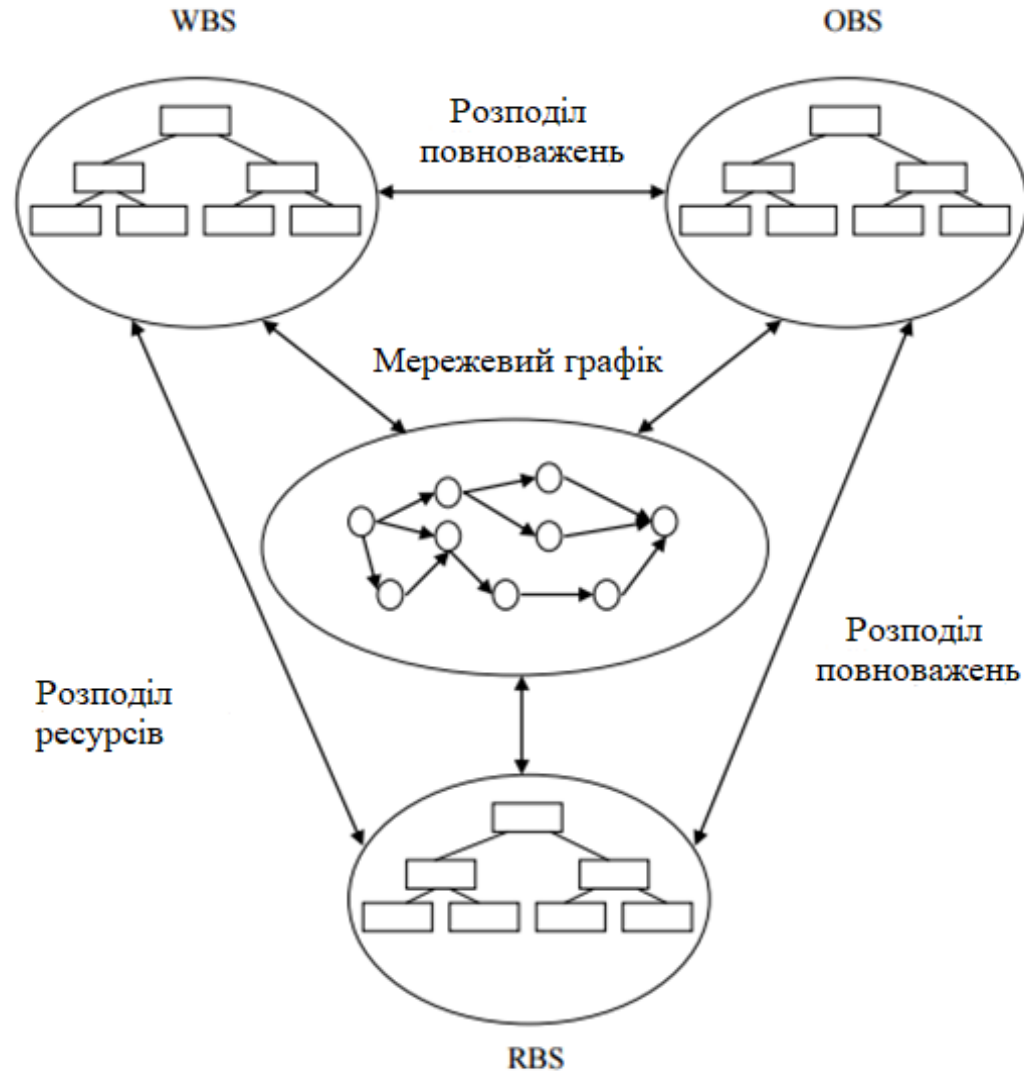 WBS
OBS
Розподіл
повноважень
Мережевий графік
Розподіл
повноважень
Розподіл
ресурсів
RBS